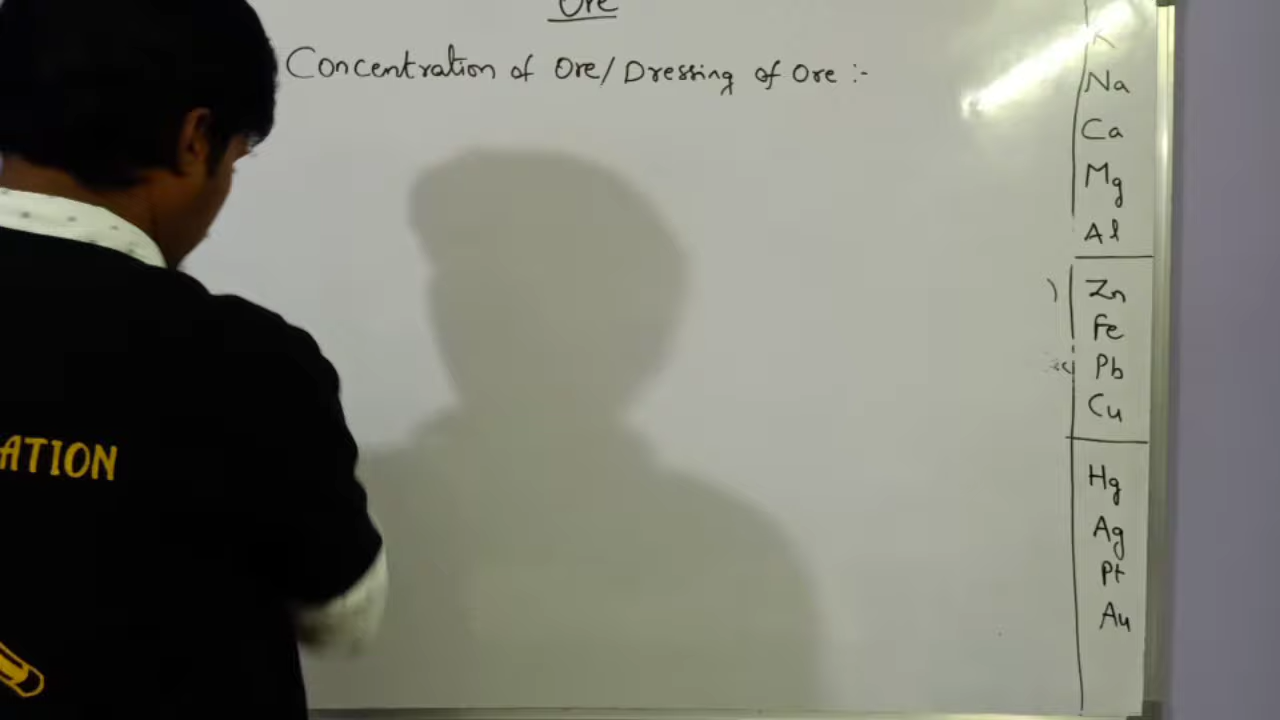 Ore
Concentration of Ore/Dressing of Ore :-
K
Na
Ca
Mg
Al
Zn
Fe
Pb
Cu
Hg
Ag
Pt
Au
ATION